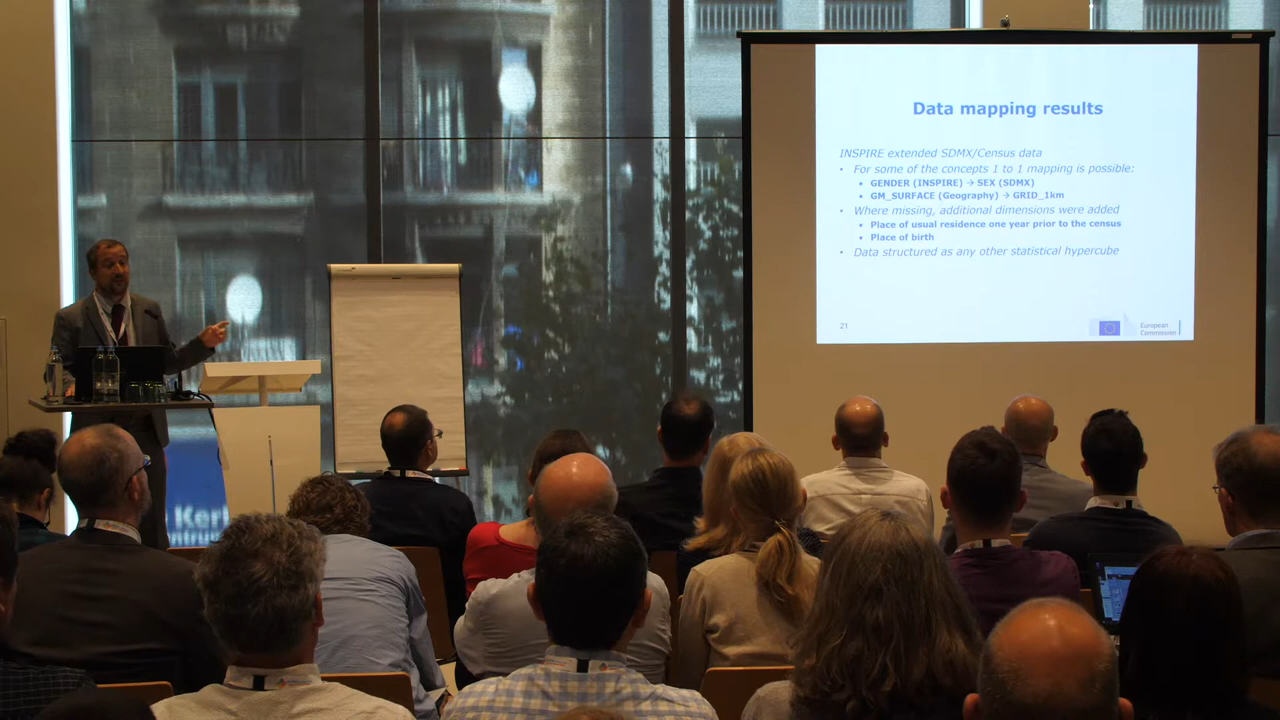 Data mapping results
INSPIRE extended SDMX/Census data
• For some of the concepts 1 to 1 mapping is possible:
• GENDER (INSPIRE) → SEX (SDMX)
• GM_SURFACE (Geography) → GRID_1km
• Where missing, additional dimensions were added
• Place of usual residence one year prior to the census
• Place of birth
• Data structured as any other statistical hypercube
21
European
Commission